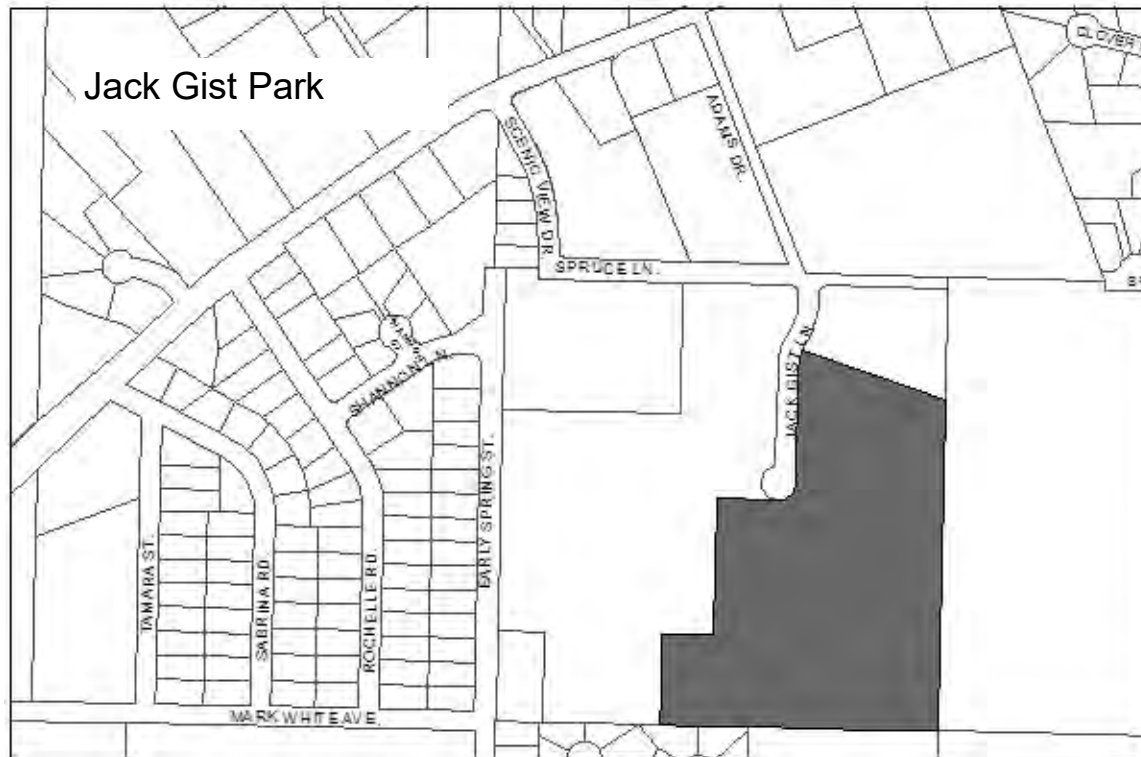 Jack Gist Park
CLOVER
ADAMS DR.
SCENIC VIEW DR.
SPRUCE LN.
JACK GIST LN
SHANNON LN.
EARLY SPRING ST.
TAMARA ST.
SABRINA RD.
ROCHELLE RD.
MARK WHITE AVE.